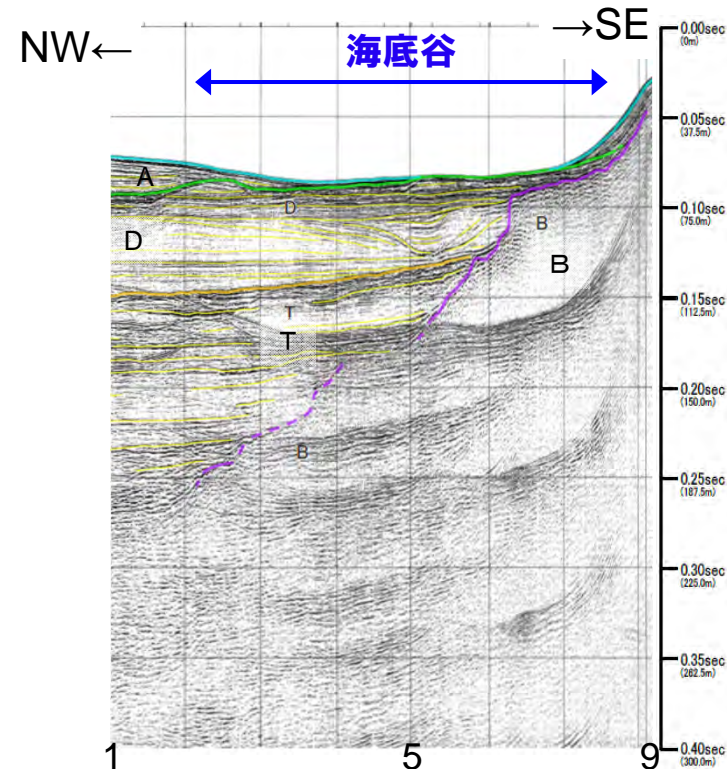 NW←
→SE
海底谷
0.00sec
(0m)
0.05sec
(37.5m)
A
0.10sec
(75.0m)
D
B
D
B
0.15sec
(112.5m)
T
T
0.20sec
(150.0m)
B
0.25sec
(187.5m)
0.30sec
(225.0m)
0.35sec
(262.5m)
0.40sec
(300.0m)
1 5 9